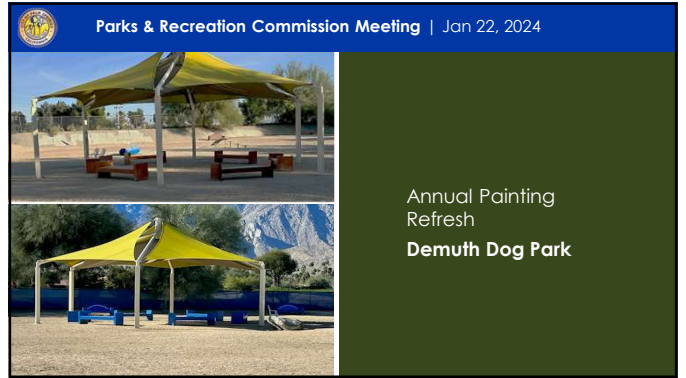 Parks & Recreation Commission Meeting | Jan 22, 2024
Annual Painting
Refresh
Demuth Dog Park